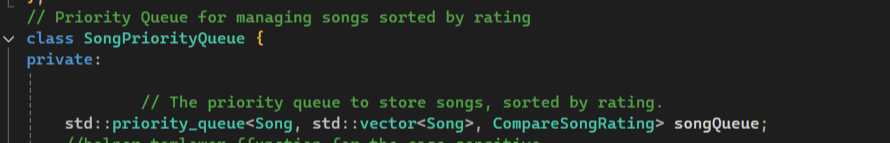 // Priority Queue for managing songs sorted by rating
class SongPriorityQueue {
private:
// The priority queue to store songs, sorted by rating.
std::priority_queue<Song, std::vector<Song>, CompareSongRating> songQueue;